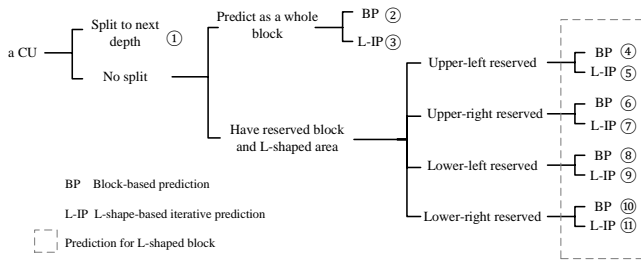 Split to next
depth ①
a CU
No split
Predict as a whole
block
BP ②
L-IP ③
Have reserved block
and L-shaped area
Upper-left reserved
BP ④
L-IP ⑤
Upper-right reserved
BP ⑥
L-IP ⑦
Lower-left reserved
BP ⑧
L-IP ⑨
Lower-right reserved
BP ⑩
L-IP ⑪
BP Block-based prediction
L-IP L-shape-based iterative prediction
Prediction for L-shaped block